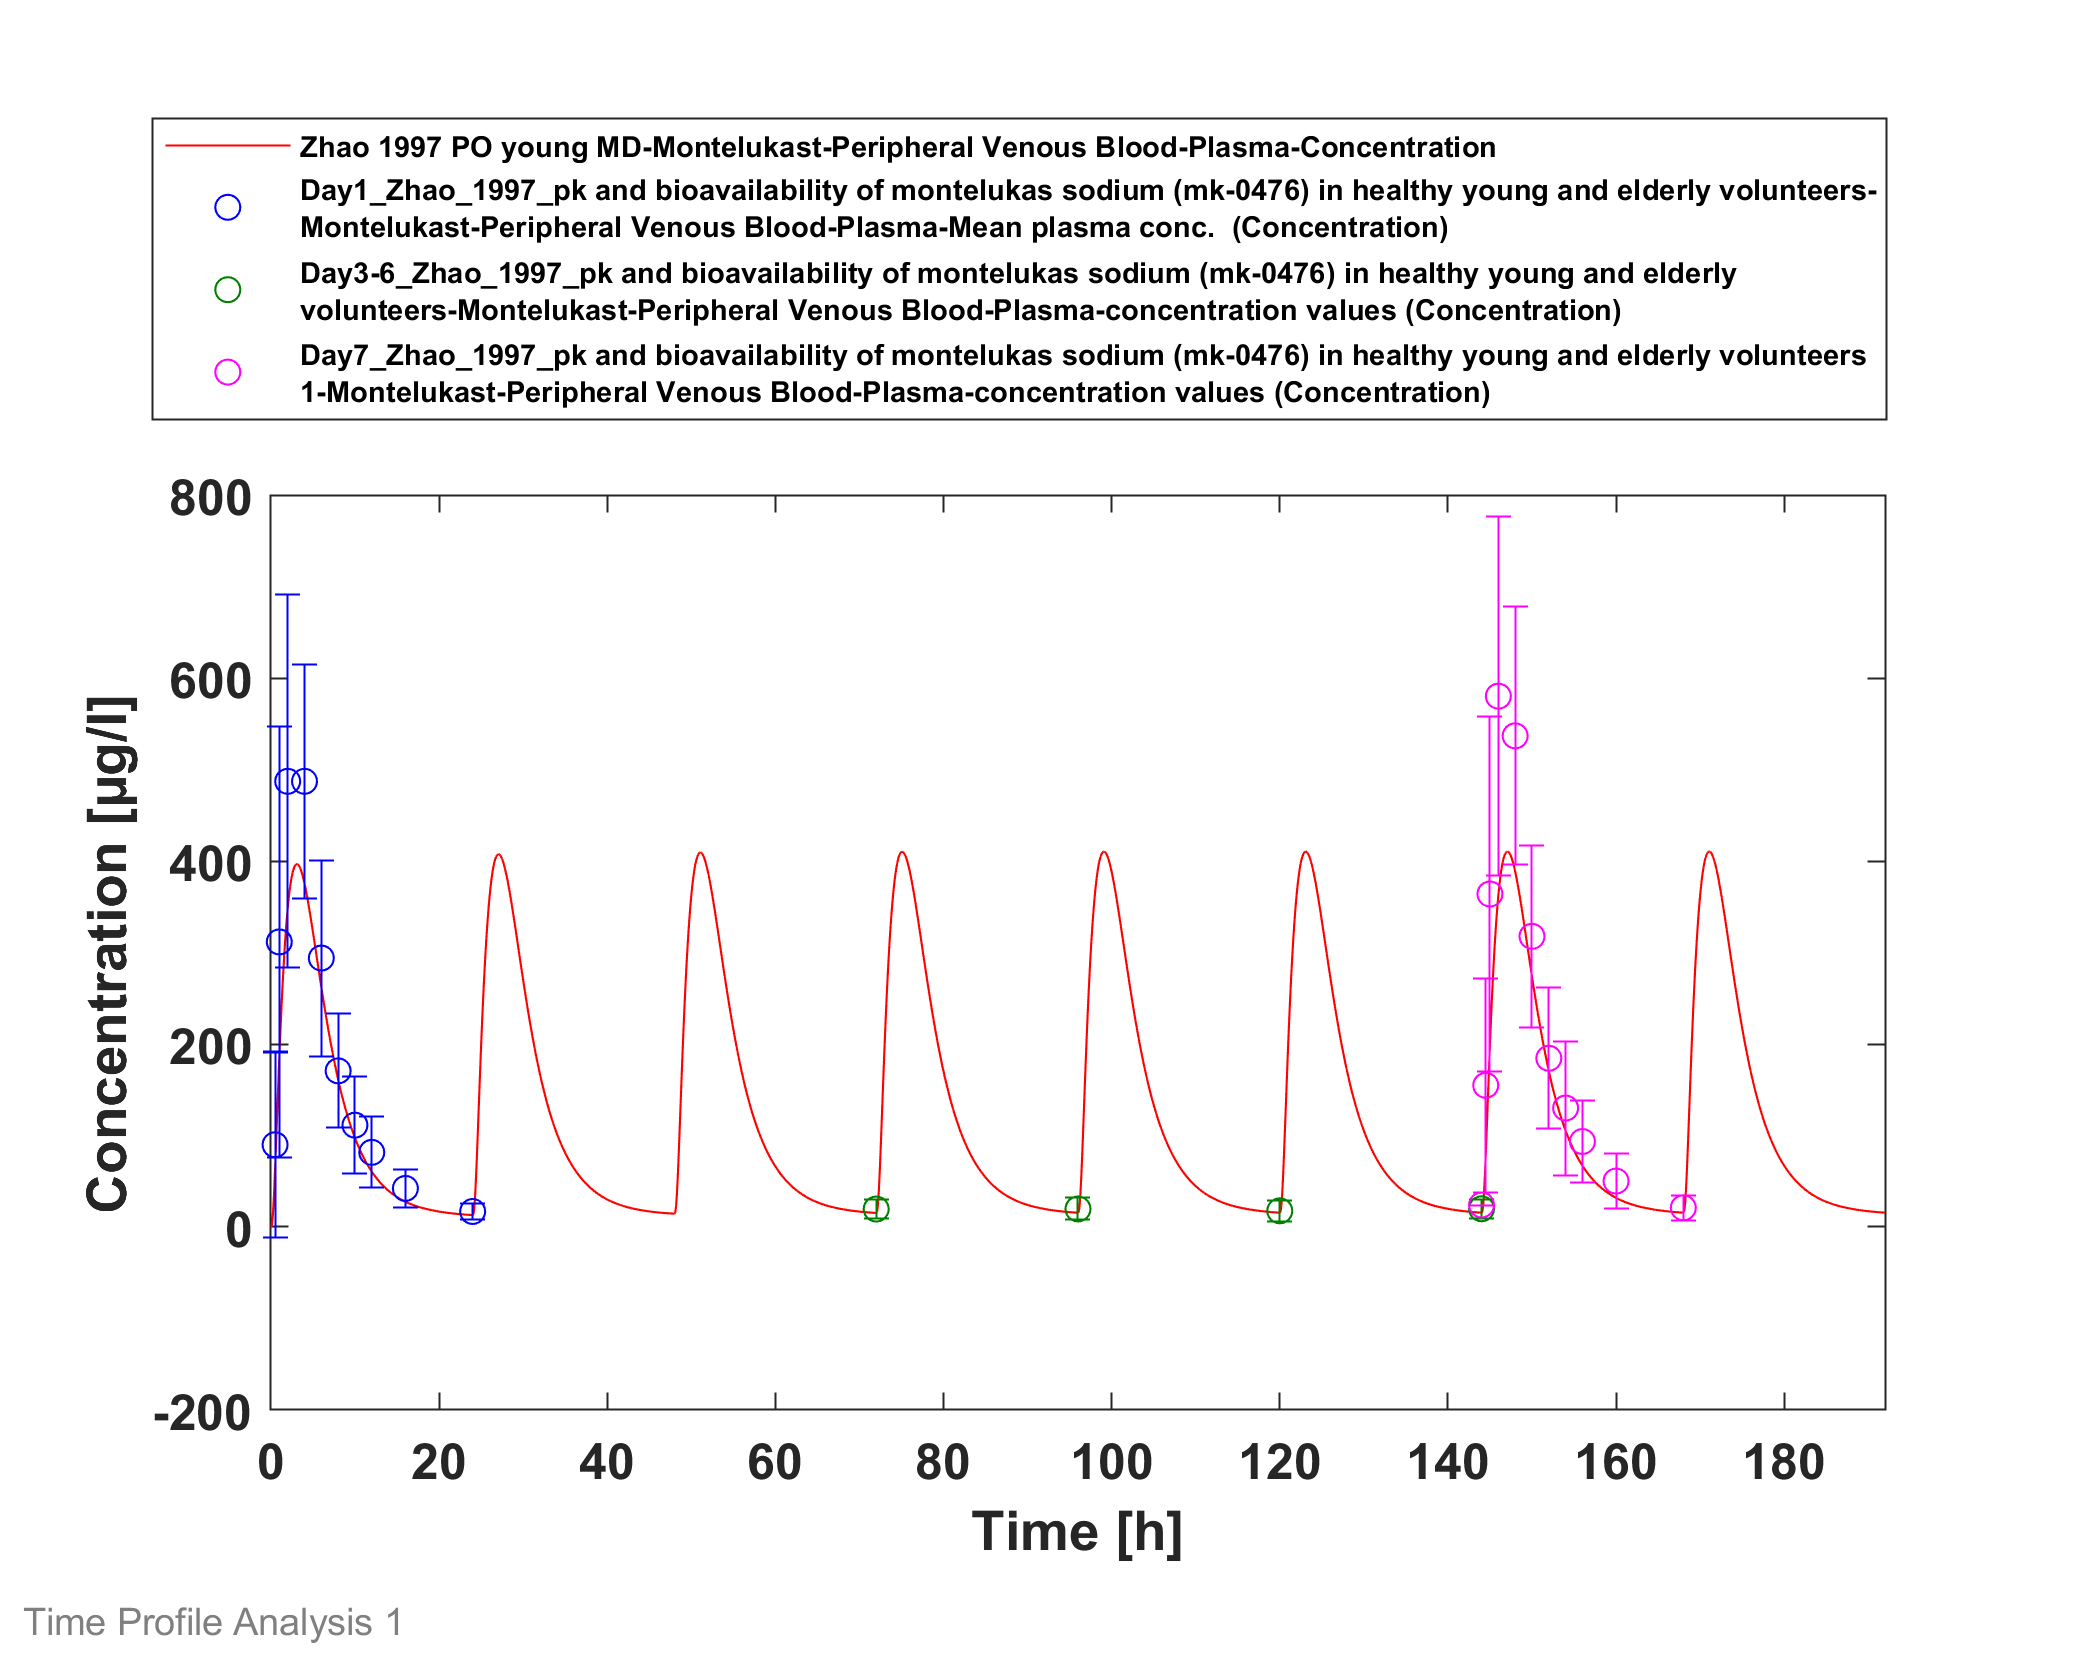 Zhao 1997 PO young MD-Montelukast-Peripheral Venous Blood-Plasma-Concentration
Day1_Zhao_1997_pk and bioavailability of montelukas sodium (mk-0476) in healthy young and elderly volunteers-
Montelukast-Peripheral Venous Blood-Plasma-Mean plasma conc.  (Concentration)
Day3-6_Zhao_1997_pk and bioavailability of montelukas sodium (mk-0476) in healthy young and elderly
volunteers-Montelukast-Peripheral Venous Blood-Plasma-concentration values (Concentration)
Day7_Zhao_1997_pk and bioavailability of montelukas sodium (mk-0476) in healthy young and elderly volunteers
1-Montelukast-Peripheral Venous Blood-Plasma-concentration values (Concentration)
800
600
400
200
0
-200
Concentration [µg/l]
0 20 40 60 80 100 120 140 160 180
Time [h]
Time Profile Analysis 1